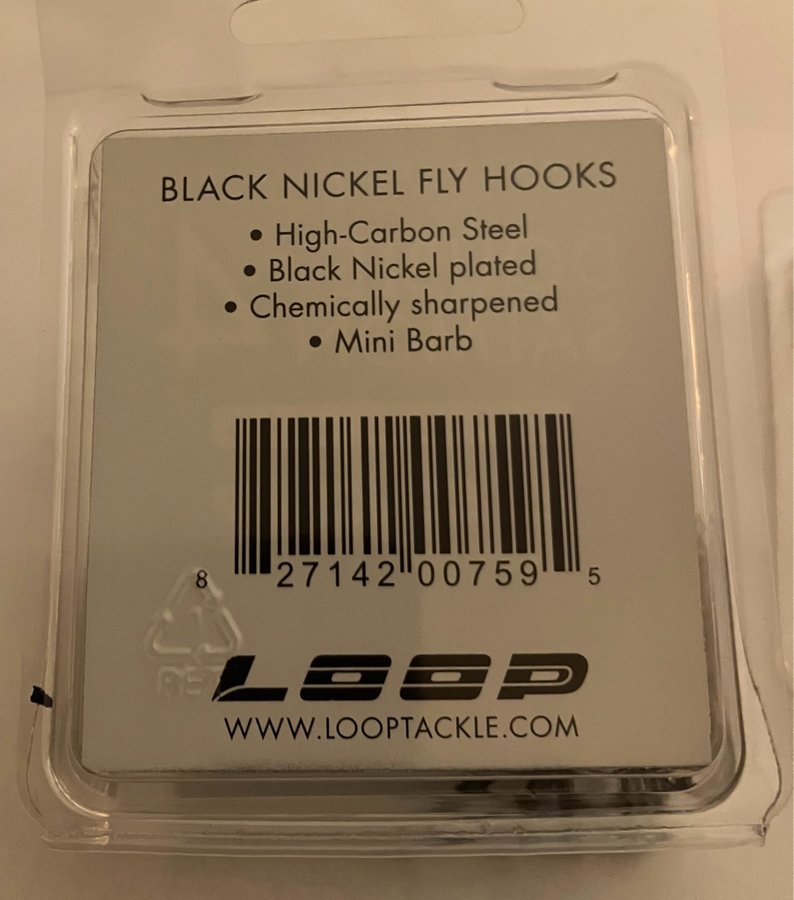 BLACK NICKEL FLY HOOKS
• High-Carbon Steel
• Black Nickel plated
• Chemically sharpened
• Mini Barb
8 27142 00759 5
PET
LOOP
WWW.LOOPTACKLE.COM